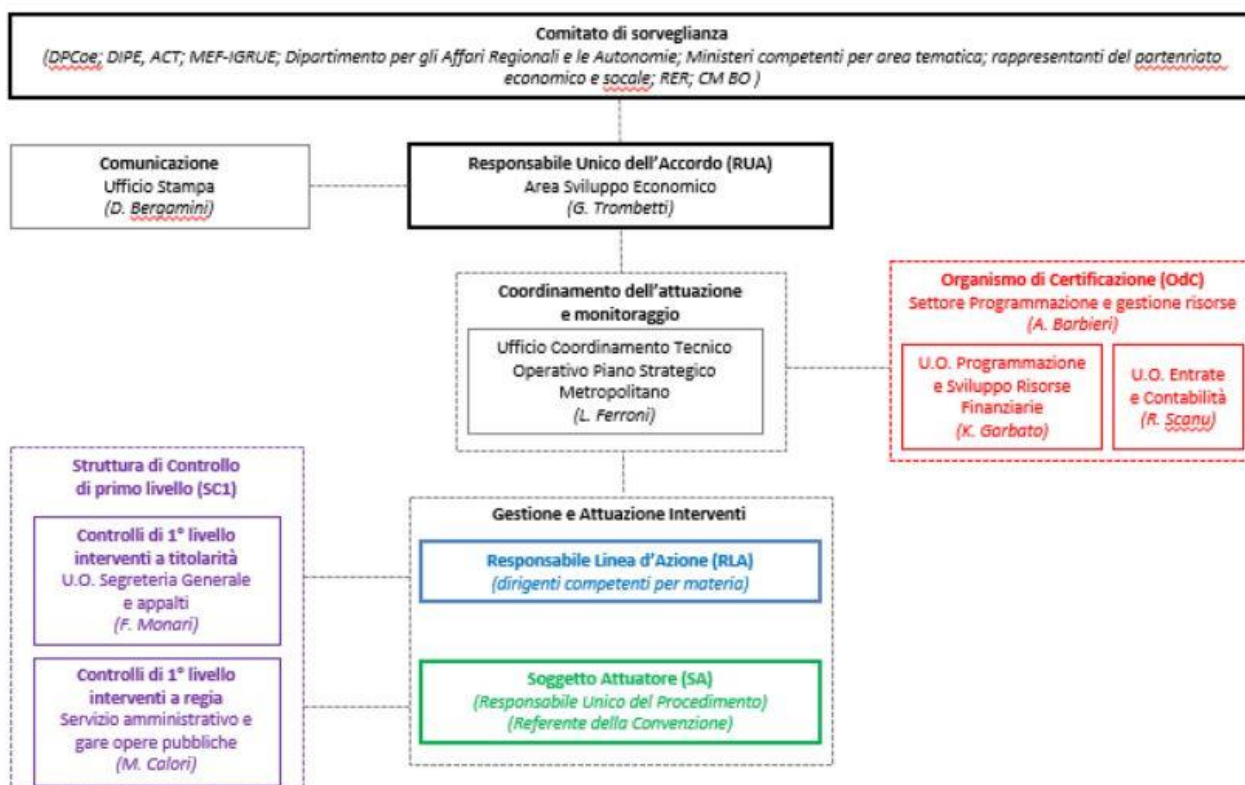 Comitato di sorveglianza
(DPCoe; DIPE, ACT; MEF-IGRUE; Dipartimento per gli Affari Regionali e le Autonomie; Ministeri competenti per area tematica; rappresentanti del partenriato
economico e socale; RER; CM BO )
Comunicazione
Ufficio Stampa
(D. Bergamini)
Responsabile Unico dell'Accordo (RUA)
Area Sviluppo Economico
(G. Trombetti)
Coordinamento dell'attuazione
e monitoraggio
Ufficio Coordinamento Tecnico
Operativo Piano Strategico
Metropolitano
(L. Ferroni)
Organismo di Certificazione (OdC)
Settore Programmazione e gestione risorse
(A. Barbieri)
U.O. Programmazione
e Sviluppo Risorse
Finanziarie
(K. Garbato)
U.O. Entrate
e Contabilità
(R. Scanu)
Struttura di Controllo
di primo livello (SC1)
Controlli di 1° livello
interventi a titolarità
U.O. Segreteria Generale
e appalti
(F. Monari)
Controlli di 1° livello
interventi a regia
Servizio amministrativo e
gare opere pubbliche
(M. Calori)
Gestione e Attuazione Interventi
Responsabile Linea d'Azione (RLA)
(dirigenti competenti per materia)
Soggetto Attuatore (SA)
(Responsabile Unico del Procedimento)
(Referente della Convenzione)